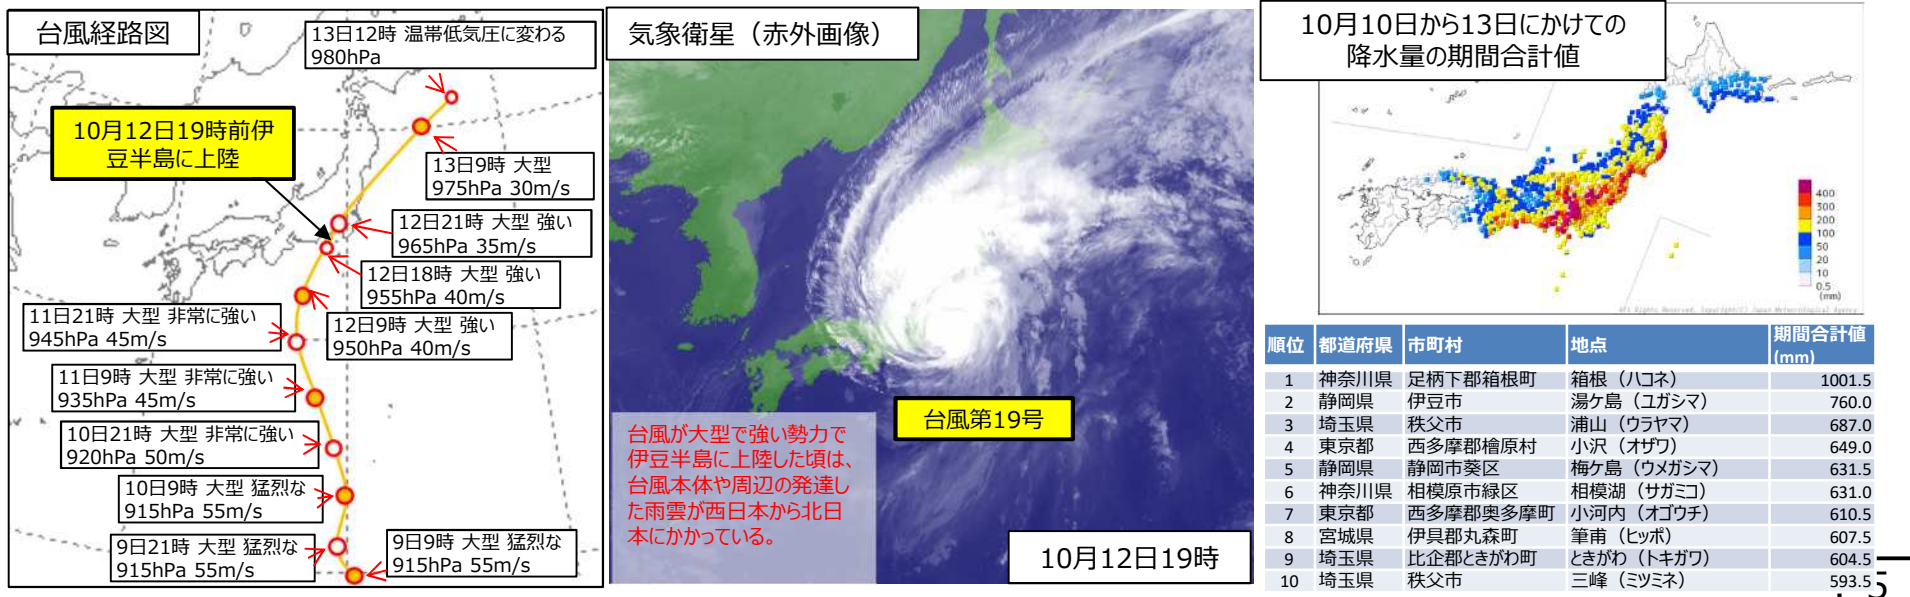 台風経路図
13日12時 温帯低気圧に変わる
980hPa
10月12日19時前伊
豆半島に上陸
13日9時 大型
975hPa 30m/s
12日21時 大型 強い
965hPa 35m/s
12日18時 大型 強い
955hPa 40m/s
12日9時 大型 強い
950hPa 40m/s
11日21時 大型 非常に強い
945hPa 45m/s
11日9時 大型 非常に強い
935hPa 45m/s
10日21時 大型 非常に強い
920hPa 50m/s
10日9時 大型 猛烈な
915hPa 55m/s
9日21時 大型 猛烈な
915hPa 55m/s
9日9時 大型 猛烈な
915hPa 55m/s
気象衛星（赤外画像）
台風第19号
台風が大型で強い勢力で
伊豆半島に上陸した頃は、
台風本体や周辺の発達し
た雨雲が西日本から北日
本にかかっている。
10月12日19時
10月10日から13日にかけての
降水量の期間合計値
400
300
200
100
50
20
10
0.5
(mm)
All Rights Reserved, Copyright(C) Japan Meteorological Agency
順位 都道府県 市町村 地点 期間合計値
(mm)
1 神奈川県 足柄下郡箱根町 箱根（ハコネ） 1001.5
2 静岡県 伊豆市 湯ケ島（ユガシマ） 760.0
3 埼玉県 秩父市 浦山（ウラヤマ） 687.0
4 東京都 西多摩郡檜原村 小沢（オザワ） 649.0
5 静岡県 静岡市葵区 梅ケ島（ウメガシマ） 631.5
6 神奈川県 相模原市緑区 相模湖（サガミコ） 631.0
7 東京都 西多摩郡奥多摩町 小河内（オゴウチ） 610.5
8 宮城県 伊具郡丸森町 筆甫（ヒッポ） 607.5
9 埼玉県 比企郡ときがわ町 ときがわ（トキガワ） 604.5
10 埼玉県 秩父市 三峰（ミツミネ） 593.5